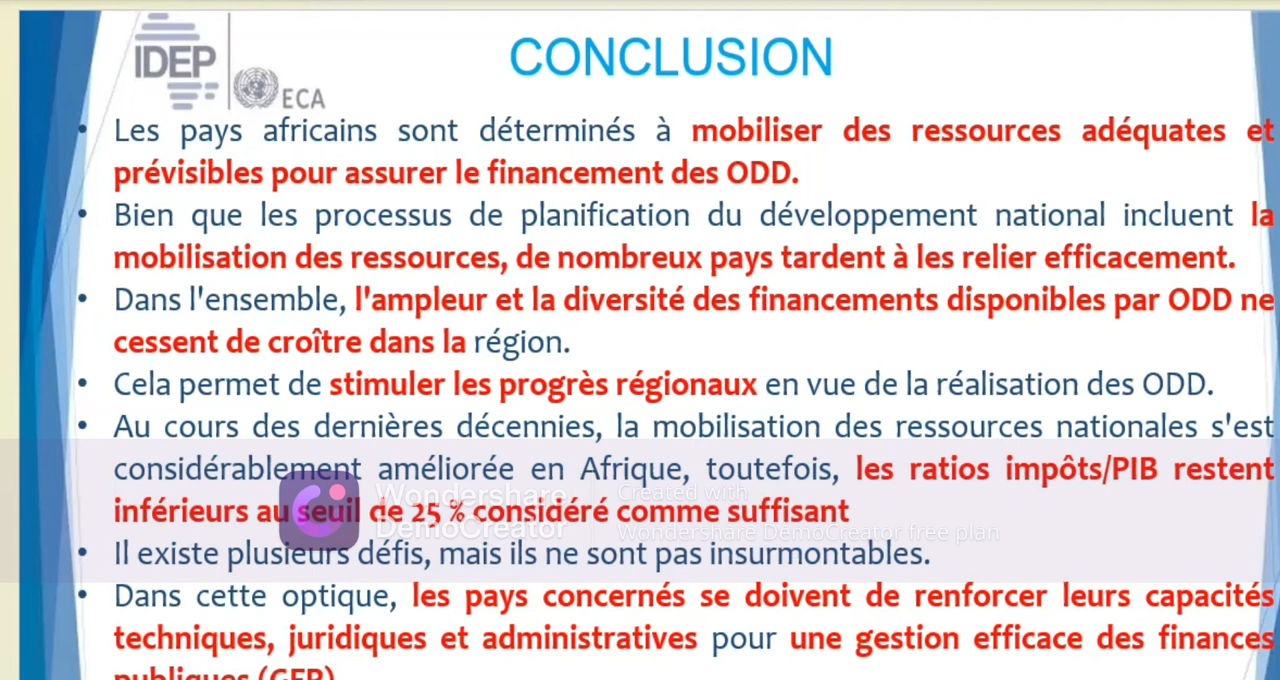 IDEP
ECA
CONCLUSION
• Les pays africains sont déterminés à mobiliser des ressources adéquates et
prévisibles pour assurer le financement des ODD.
• Bien que les processus de planification du développement national incluent la
mobilisation des ressources, de nombreux pays tardent à les relier efficacement.
• Dans l'ensemble, l'ampleur et la diversité des financements disponibles par ODD ne
cessent de croître dans la région.
• Cela permet de stimuler les progrès régionaux en vue de la réalisation des ODD.
• Au cours des dernières décennies, la mobilisation des ressources nationales s'est
considérablement améliorée en Afrique, toutefois, les ratios impôts/PIB restent
inférieurs au seuil de 25 % considéré comme suffisant
Wondershare
DemoCreator
Created with
Wondershare DemoCreator free plan
• Il existe plusieurs défis, mais ils ne sont pas insurmontables.
• Dans cette optique, les pays concernés se doivent de renforcer leurs capacités
techniques, juridiques et administratives pour une gestion efficace des finances
publiques (GFP)